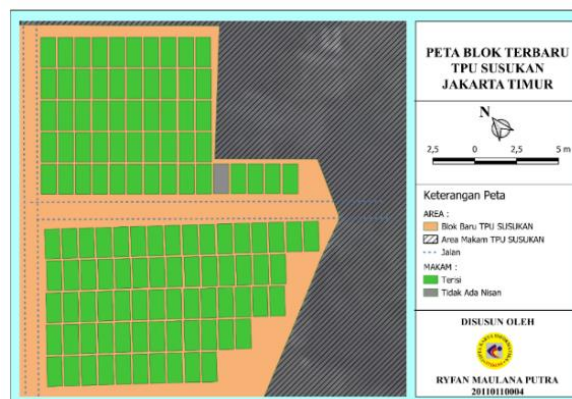 PETA BLOK TERBARU
TPU SUSUKAN
JAKARTA TIMUR
N
2,5 0 2,5 5 m
Keterangan Peta
AREA :
Blok Baru TPU SUSUKAN
Area Makam TPU SUSUKAN
Jalan
MAKAM :
Terisi
Tidak Ada Nisan
DISUSUN OLEH
RYFAN MAULANA PUTRA
20110110004